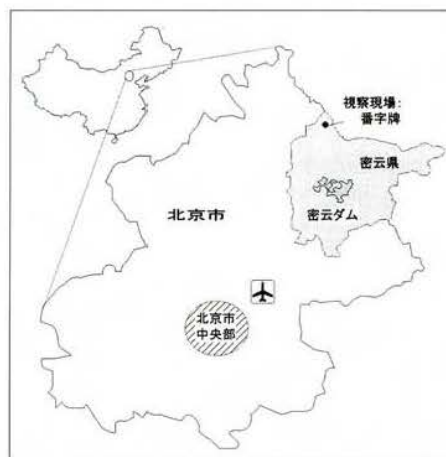 視察現場:
番字牌
密云県
密云ダム
北京市
北京市
中央部